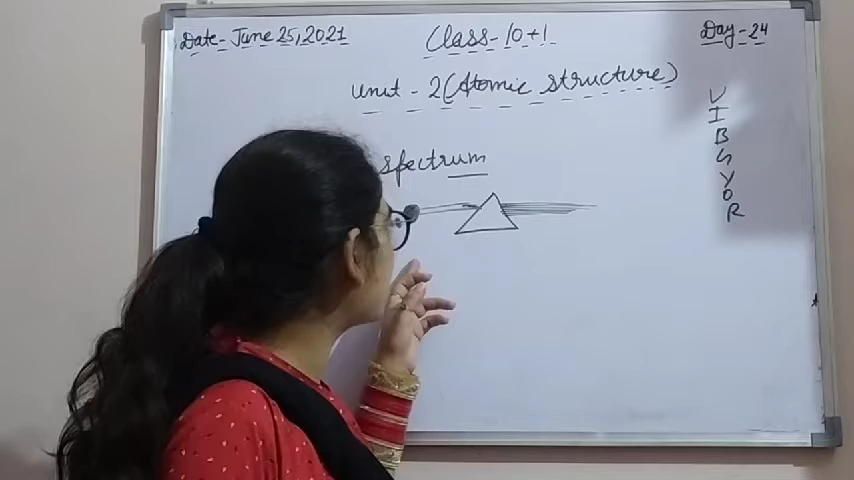 Date- June 25, 2021
Class- 10+1
Day- 24
Unit - 2 (Atomic structure)
spectrum
V
I
B
G
Y
O
R